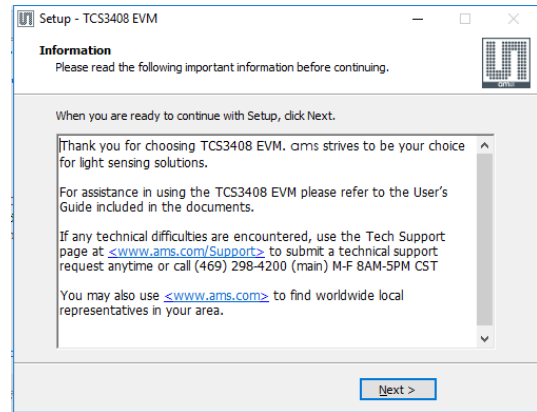 Setup - TCS3408 EVM
Information
Please read the following important information before continuing.
am
When you are ready to continue with Setup, click Next.
Thank you for choosing TCS3408 EVM. ams strives to be your choice
for light sensing solutions.
For assistance in using the TCS3408 EVM please refer to the User's
Guide included in the documents.
If any technical difficulties are encountered, use the Tech Support
page at <www.ams.com/Support> to submit a technical support
request anytime or call (469) 298-4200 (main) M-F 8AM-5PM CST
You may also use <www.ams.com> to find worldwide local
representatives in your area.
Next >